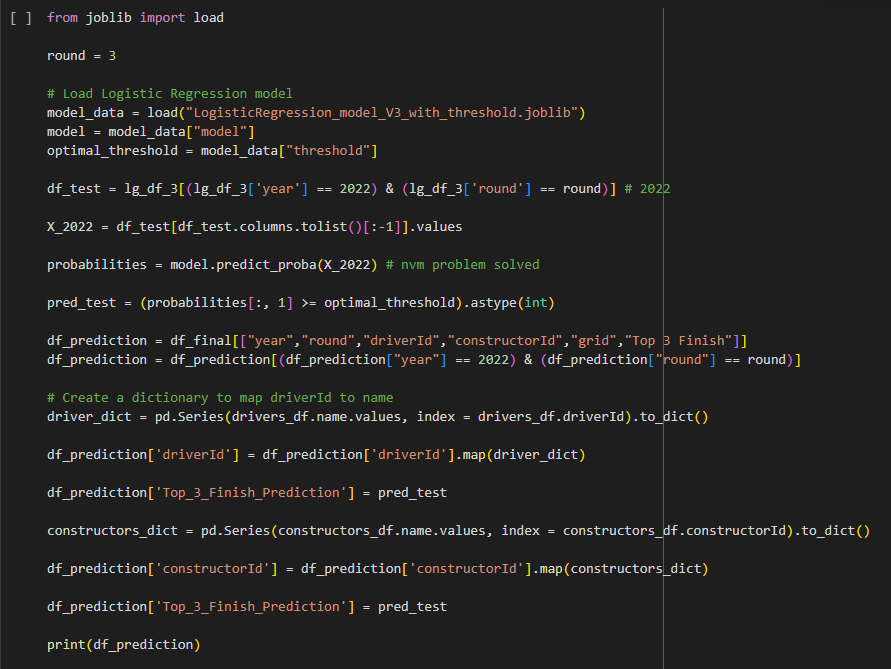 [ ] from joblib import load
round = 3
# Load Logistic Regression model
model_data = load("LogisticRegression_model_V3_with_threshold.joblib")
model = model_data["model"]
optimal_threshold = model_data["threshold"]
df_test = lg_df_3[(lg_df_3['year'] == 2022) & (lg_df_3['round'] == round)] # 2022
X_2022 = df_test[df_test.columns.tolist()[:-1]].values
probabilities = model.predict_proba(X_2022) # nvm problem solved
pred_test = (probabilities[:, 1] >= optimal_threshold).astype(int)
df_prediction = df_final[["year","round","driverId","constructorId","grid","Top 3 Finish"]]
df_prediction = df_prediction[(df_prediction["year"] == 2022) & (df_prediction["round"] == round)]
# Create a dictionary to map driverId to name
driver_dict = pd.Series(drivers_df.name.values, index = drivers_df.driverId).to_dict()
df_prediction['driverId'] = df_prediction['driverId'].map(driver_dict)
df_prediction['Top_3_Finish_Prediction'] = pred_test
constructors_dict = pd.Series(constructors_df.name.values, index = constructors_df.constructorId).to_dict()
df_prediction['constructorId'] = df_prediction['constructorId'].map(constructors_dict)
df_prediction['Top_3_Finish_Prediction'] = pred_test
print(df_prediction)